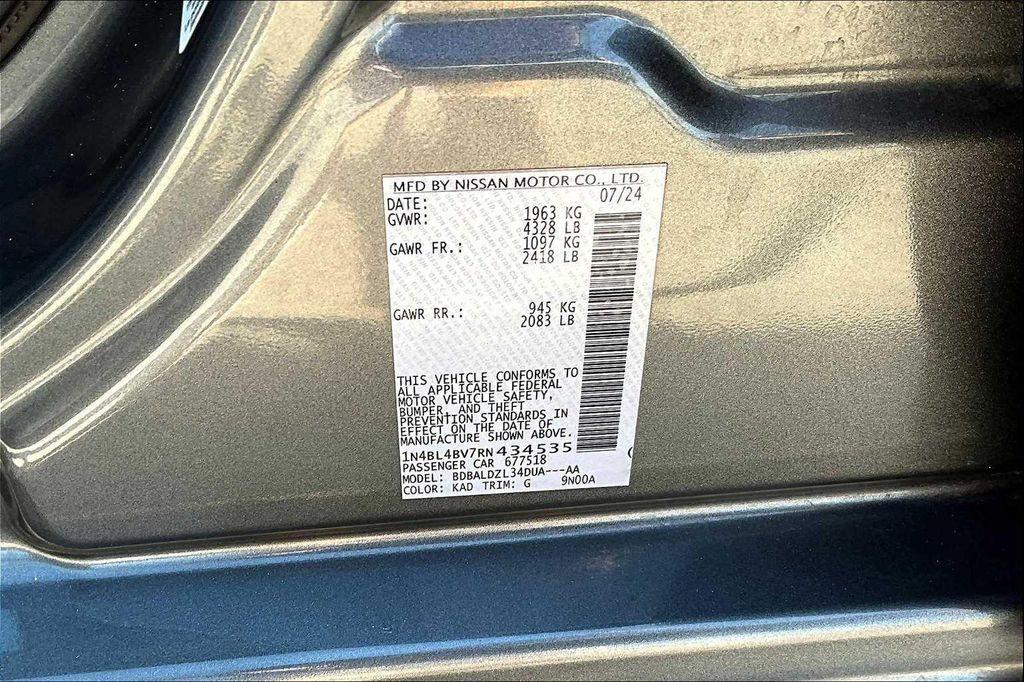 MFD BY NISSAN MOTOR CO., LTD.
DATE: 07/24
GVWR: 1963 KG
4328 LB
GAWR FR.: 1097 KG
2418 LB
GAWR RR.: 945 KG
2083 LB
THIS VEHICLE CONFORMS TO
ALL APPLICABLE FEDERAL
MOTOR VEHICLE SAFETY,
BUMPER, AND THEFT
PREVENTION STANDARDS IN
EFFECT ON THE DATE OF
MANUFACTURE SHOWN ABOVE.
1N4BL4BV7RN434535
PASSENGER CAR 677518
MODEL: BDBALDZL34DUA---AA
COLOR: KAD TRIM: G 9N00A